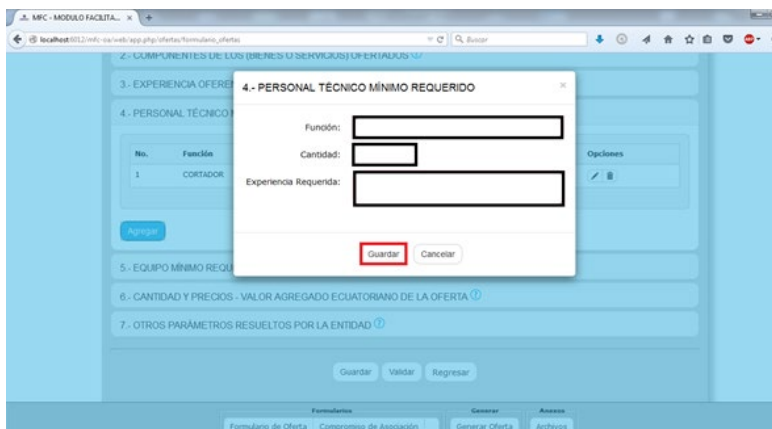 MFC - MODULO FACILITA...
localhost:6012/mfc-oa/web/app.php/ofertas/formulario_ofertas
Buscar
2.- COMPONENTES DE LOS (BIENES O SERVICIOS) OFERTADOS
3.- EXPERIENCIA OFERE
4.- PERSONAL TÉCNICO
4.- PERSONAL TÉCNICO MÍNIMO REQUERIDO
Función:
Cantidad:
Experiencia Requerida:
Guardar Cancelar
No. Función Opciones
1 CORTADOR
Agregar
5.- EQUIPO MÍNIMO REQU
6.- CANTIDAD Y PRECIOS - VALOR AGREGADO ECUATORIANO DE LA OFERTA
7.- OTROS PARÁMETROS RESUELTOS POR LA ENTIDAD
Guardar Validar Regresar
Formularios Generar Anexos
Formulario de Oferta Compromiso de Asociación Generar Oferta Archivos